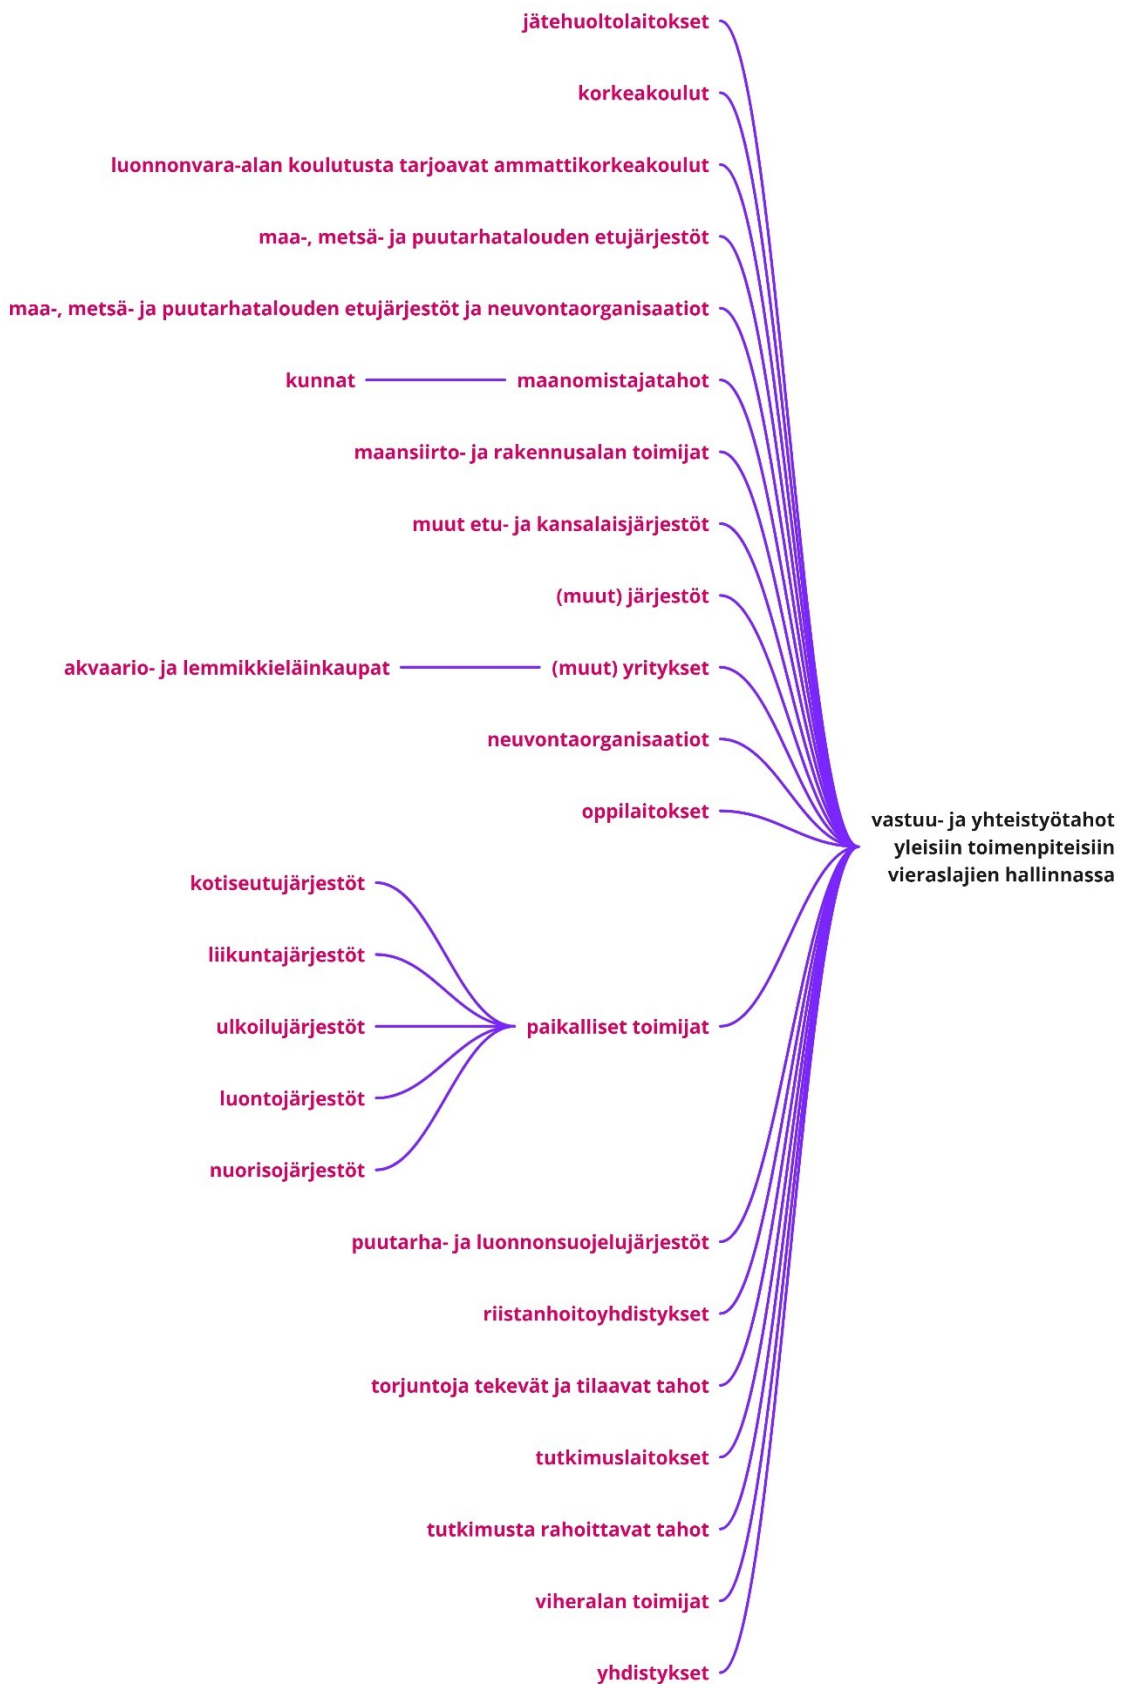 jätehuoltolaitokset
korkeakoulut
luonnonvara-alan koulutusta tarjoavat ammattikorkeakoulut
maa-, metsä- ja puutarhatalouden etujärjestöt
maa-, metsä- ja puutarhatalouden etujärjestöt ja neuvontaorganisaatiot
kunnat
maanomistajatahot
maansiirto- ja rakennusalan toimijat
muut etu- ja kansalaisjärjestöt
(muut) järjestöt
akvaario- ja lemmikkieläinkaupat
(muut) yritykset
neuvontaorganisaatiot
oppilaitokset
vastuu- ja yhteistyötahot
yleisiin toimenpiteisiin
vieraslajien hallinnassa
kotiseutujärjestöt
liikuntajärjestöt
ulkoilujärjestöt
paikalliset toimijat
luontojärjestöt
nuorisojärjestöt
puutarha- ja luonnonsuojelujärjestöt
riistanhoitoyhdistykset
torjuntoja tekevät ja tilaavat tahot
tutkimuslaitokset
tutkimusta rahoittavat tahot
viheralan toimijat
yhdistykset